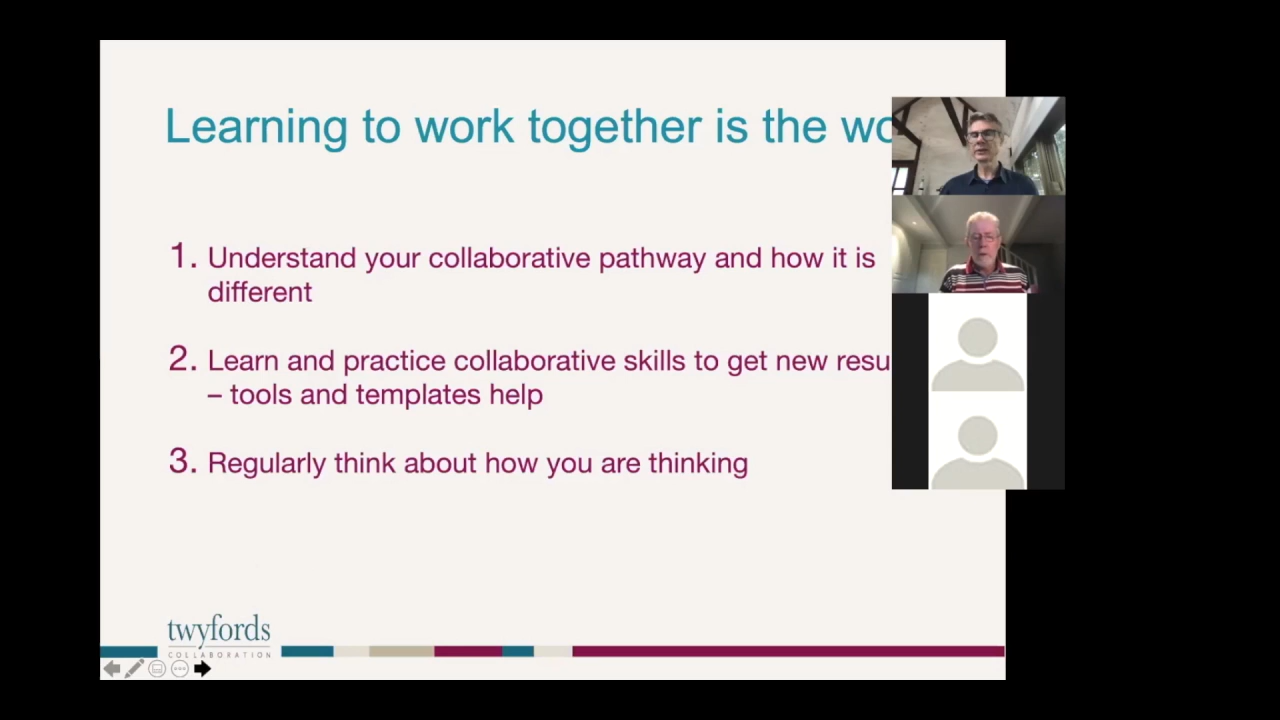 Learning to work together is the wo
1. Understand your collaborative pathway and how it is
different
2. Learn and practice collaborative skills to get new resu
– tools and templates help
3. Regularly think about how you are thinking
twyfords
COLLABORATION